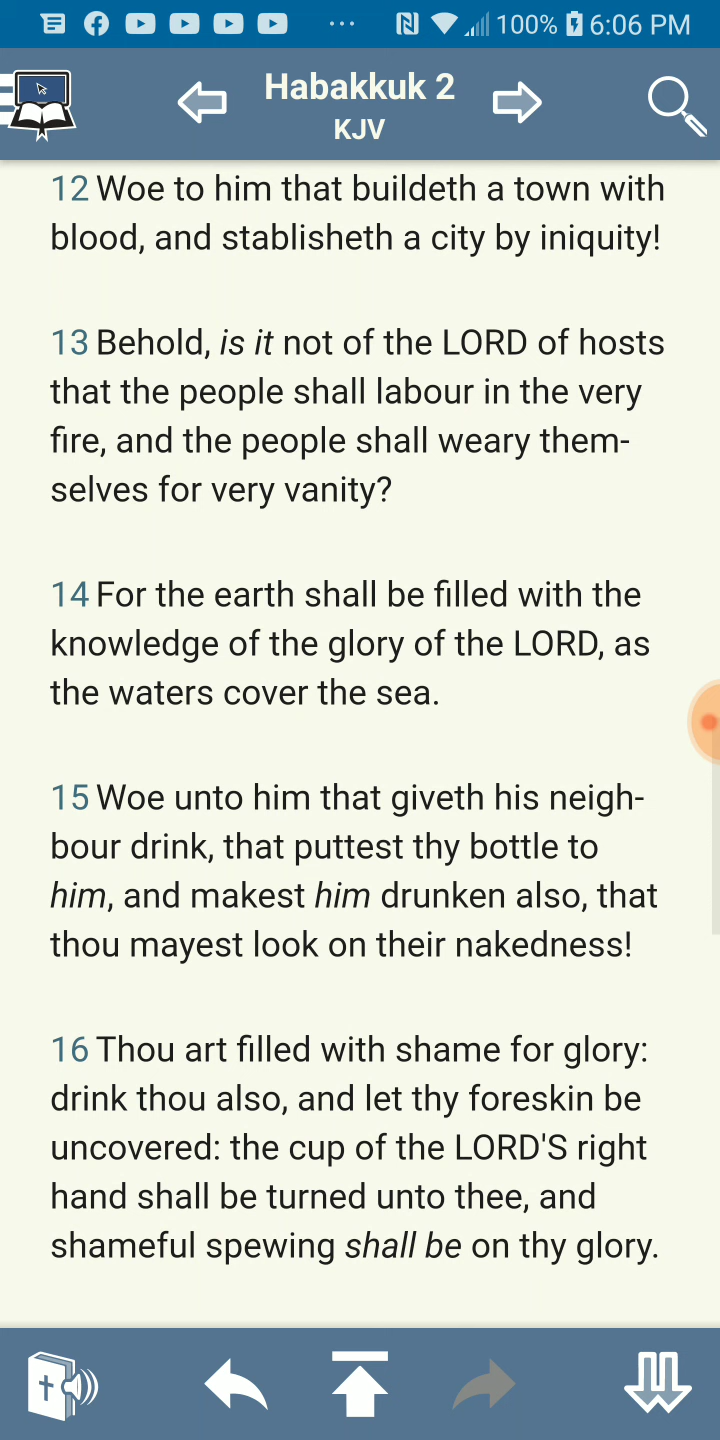 100% 6:06 PM
Habakkuk 2
KJV
12 Woe to him that buildeth a town with
blood, and stablisheth a city by iniquity!
13 Behold, is it not of the LORD of hosts
that the people shall labour in the very
fire, and the people shall weary them-
selves for very vanity?
14 For the earth shall be filled with the
knowledge of the glory of the LORD, as
the waters cover the sea.
15 Woe unto him that giveth his neigh-
bour drink, that puttest thy bottle to
him, and makest him drunken also, that
thou mayest look on their nakedness!
16 Thou art filled with shame for glory:
drink thou also, and let thy foreskin be
uncovered: the cup of the LORD'S right
hand shall be turned unto thee, and
shameful spewing shall be on thy glory.